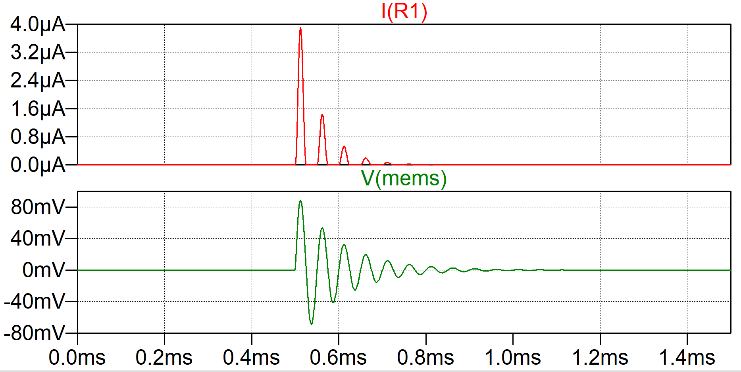 I(R1)
4.0µA
3.2µA
2.4µA
1.6µA
0.8µA
0.0µA
V(mems)
80mV
40mV
0mV
-40mV
-80mV
0.0ms 0.2ms 0.4ms 0.6ms 0.8ms 1.0ms 1.2ms 1.4ms